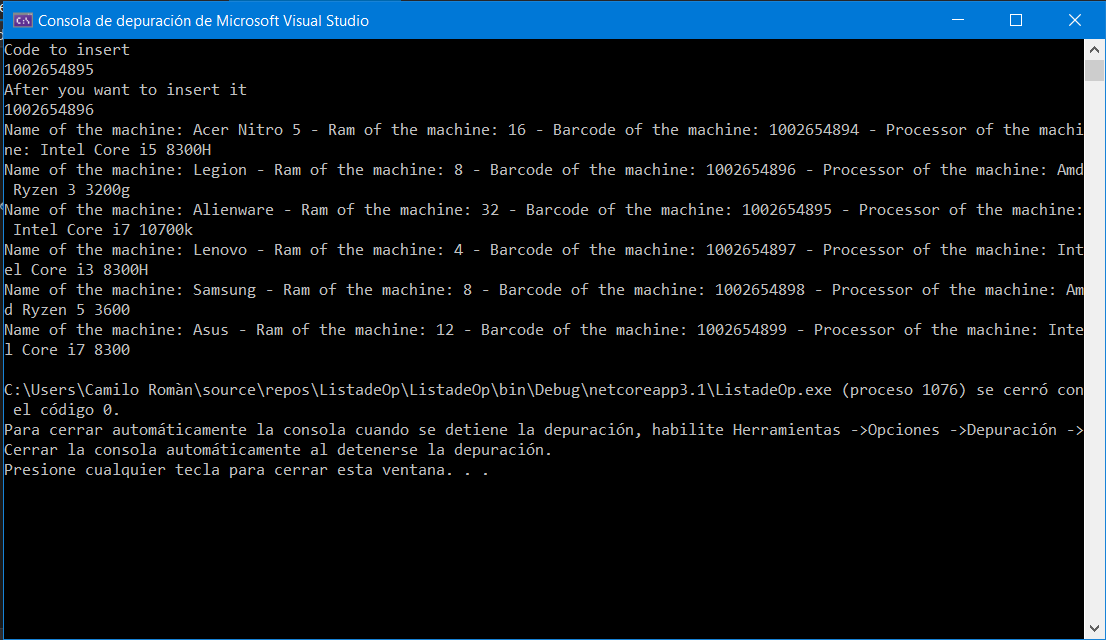 Consola de depuración de Microsoft Visual Studio
Code to insert
1002654895
After you want to insert it
1002654896
Name of the machine: Acer Nitro 5 - Ram of the machine: 16 - Barcode of the machine: 1002654894 - Processor of the machi
ne: Intel Core i5 8300H
Name of the machine: Legion - Ram of the machine: 8 - Barcode of the machine: 1002654896 - Processor of the machine: Amd
 Ryzen 3 3200g
Name of the machine: Alienware - Ram of the machine: 32 - Barcode of the machine: 1002654895 - Processor of the machine:
 Intel Core i7 10700k
Name of the machine: Lenovo - Ram of the machine: 4 - Barcode of the machine: 1002654897 - Processor of the machine: Int
el Core i3 8300H
Name of the machine: Samsung - Ram of the machine: 8 - Barcode of the machine: 1002654898 - Processor of the machine: Am
d Ryzen 5 3600
Name of the machine: Asus - Ram of the machine: 12 - Barcode of the machine: 1002654899 - Processor of the machine: Inte
l Core i7 8300
C:\Users\Camilo Romàn\source\repos\ListadeOp\ListadeOp\bin\Debug\netcoreapp3.1\ListadeOp.exe (proceso 1076) se cerró con
 el código 0.
Para cerrar automáticamente la consola cuando se detiene la depuración, habilite Herramientas ->Opciones ->Depuración ->
Cerrar la consola automáticamente al detenerse la depuración.
Presione cualquier tecla para cerrar esta ventana. . .